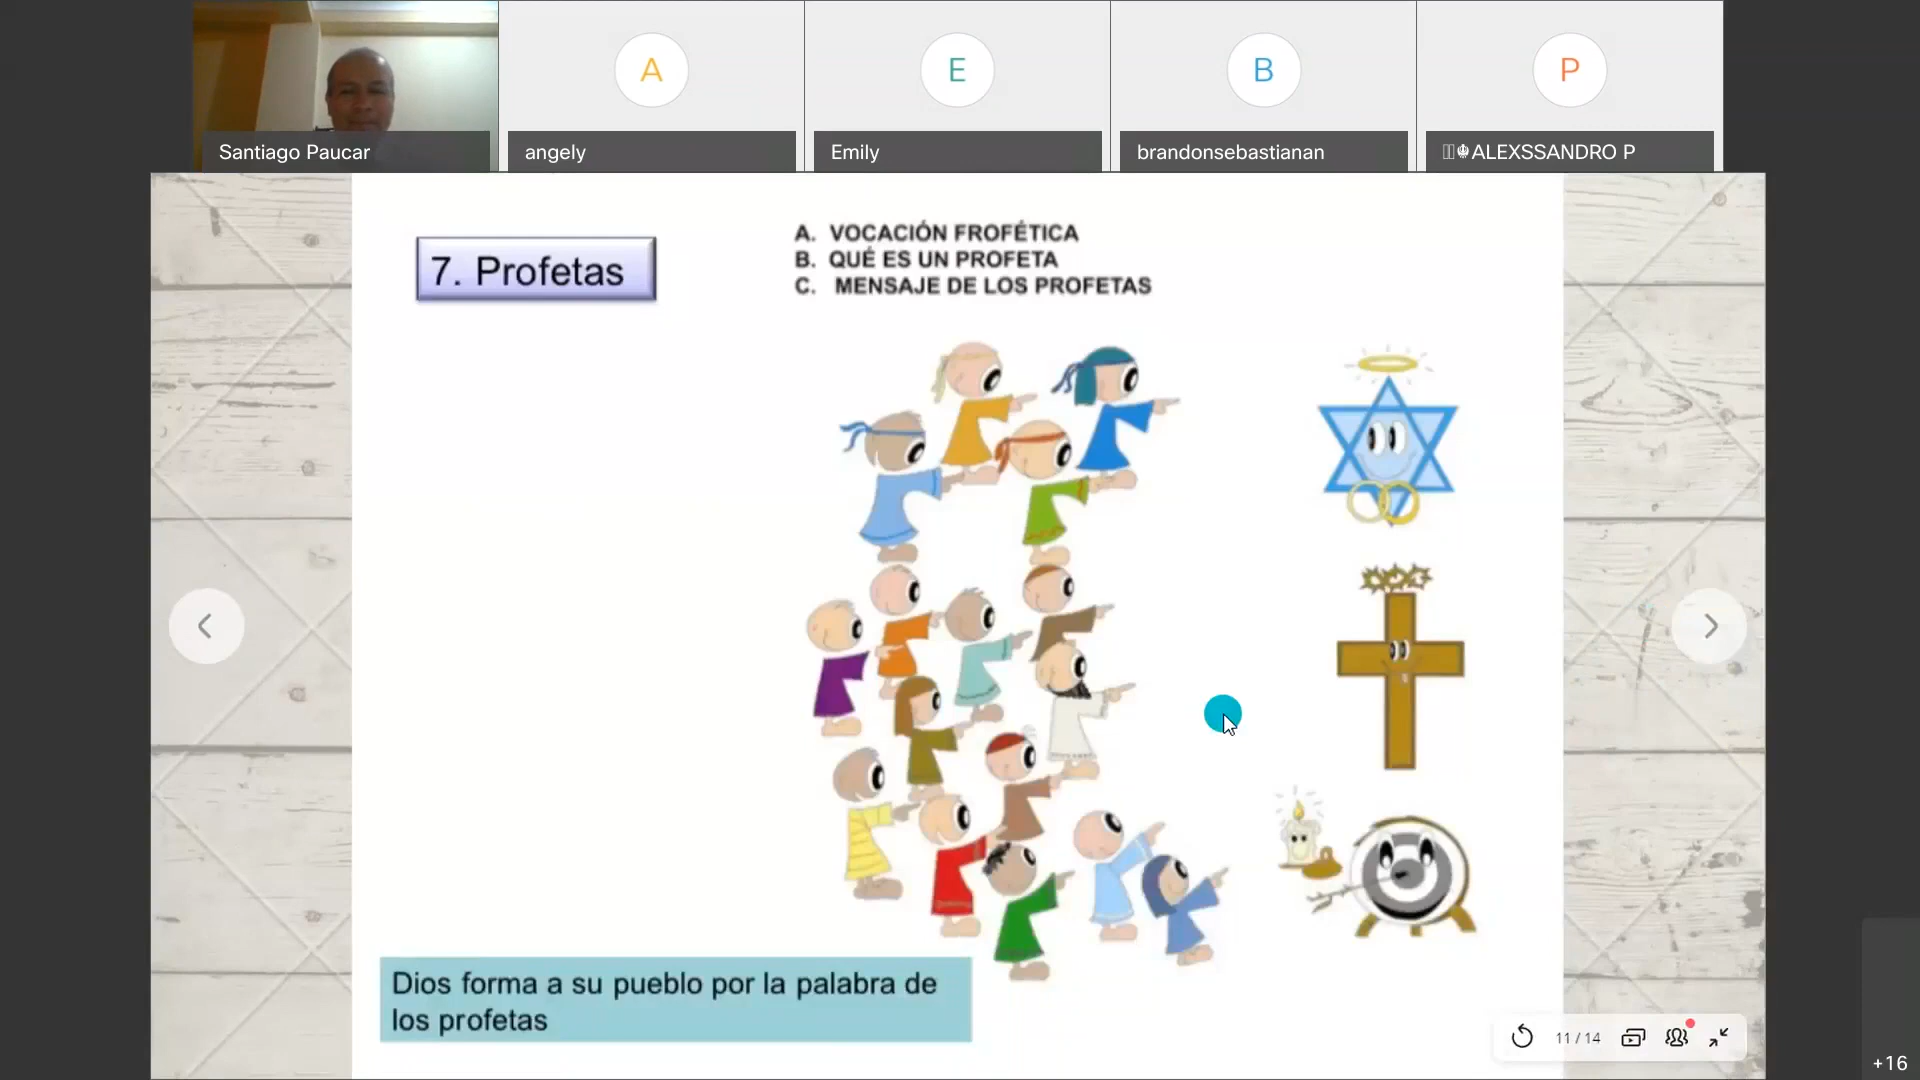 A
E
B
P
Santiago Paucar
angely
Emily
brandonsebastianan
ALEXSSANDRO P
7. Profetas
A. VOCACIÓN FROFÉTICA
B. QUÉ ES UN PROFETA
C. MENSAJE DE LOS PROFETAS
Dios forma a su pueblo por la palabra de
los profetas
11 / 14
+16